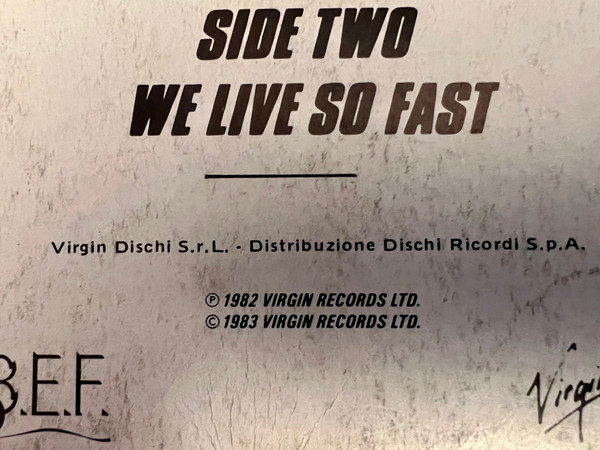 SIDE TWO
WE LIVE SO FAST
Virgin Dischi S.r.L. - Distribuzione Dischi Ricordi S.p.A.
℗ 1982 VIRGIN RECORDS LTD.
© 1983 VIRGIN RECORDS LTD.
B.E.F.
A
Virgin